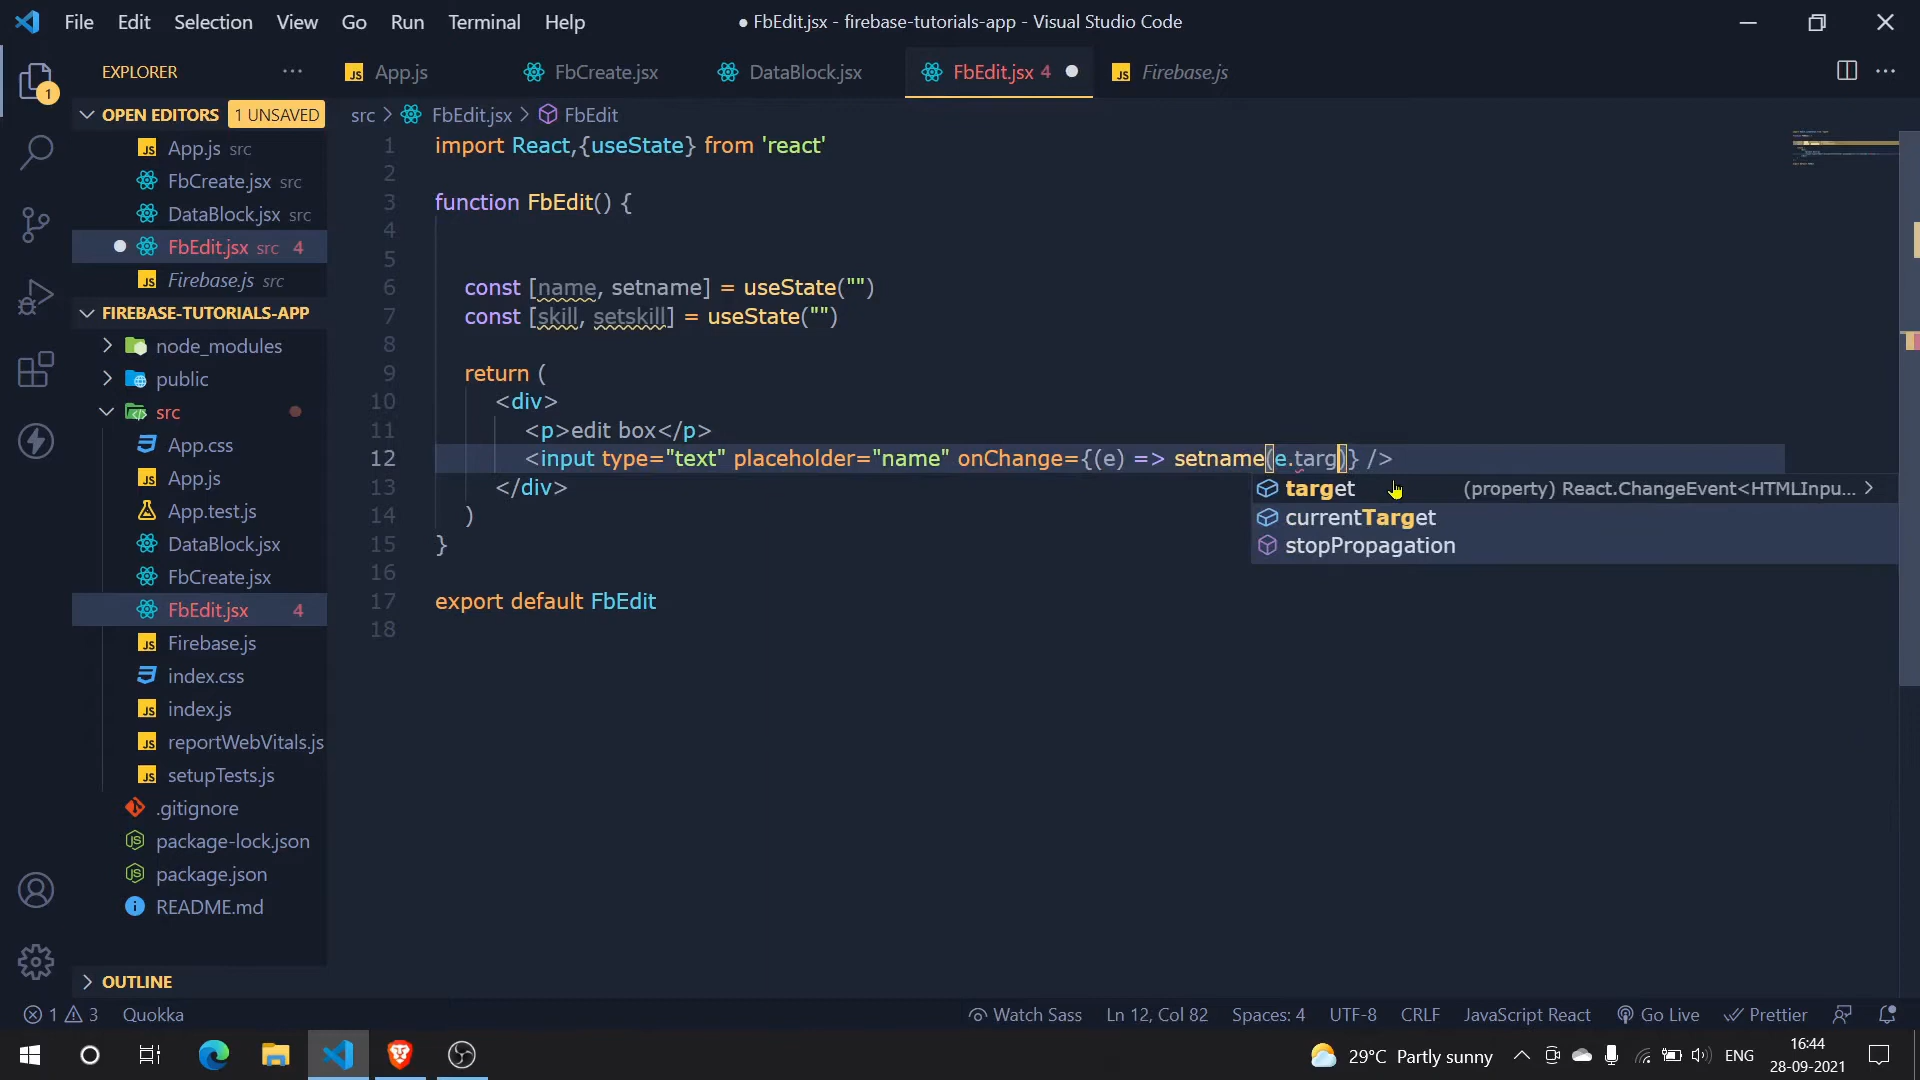 File Edit Selection View Go Run Terminal Help
● FbEdit.jsx - firebase-tutorials-app - Visual Studio Code
EXPLORER
App.js
FbCreate.jsx
DataBlock.jsx
FbEdit.jsx 4
Firebase.js
1
OPEN EDITORS 1 UNSAVED
App.js src
FbCreate.jsx src
DataBlock.jsx src
FbEdit.jsx src 4
Firebase.js src
FIREBASE-TUTORIALS-APP
node_modules
public
src
App.css
App.js
App.test.js
DataBlock.jsx
FbCreate.jsx
FbEdit.jsx 4
Firebase.js
index.css
index.js
reportWebVitals.js
setupTests.js
.gitignore
package-lock.json
package.json
README.md
OUTLINE
src > FbEdit.jsx > FbEdit
1 import React,{useState} from 'react'
2
3 function FbEdit() {
4
5
6 const [name, setname] = useState("")
7 const [skill, setskill] = useState("")
8
9 return (
10 <div>
11 <p>edit box</p>
12 <input type="text" placeholder="name" onChange={(e) => setname(e.targ)} />
13 </div>
14 )
15 }
16
17 export default FbEdit
18
target (property) React.ChangeEvent<HTMLInpu... >
currentTarget
stopPropagation
1 3 Quokka
Watch Sass Ln 12, Col 82 Spaces: 4 UTF-8 CRLF JavaScript React Go Live Prettier
29°C Partly sunny ENG
16:44
28-09-2021